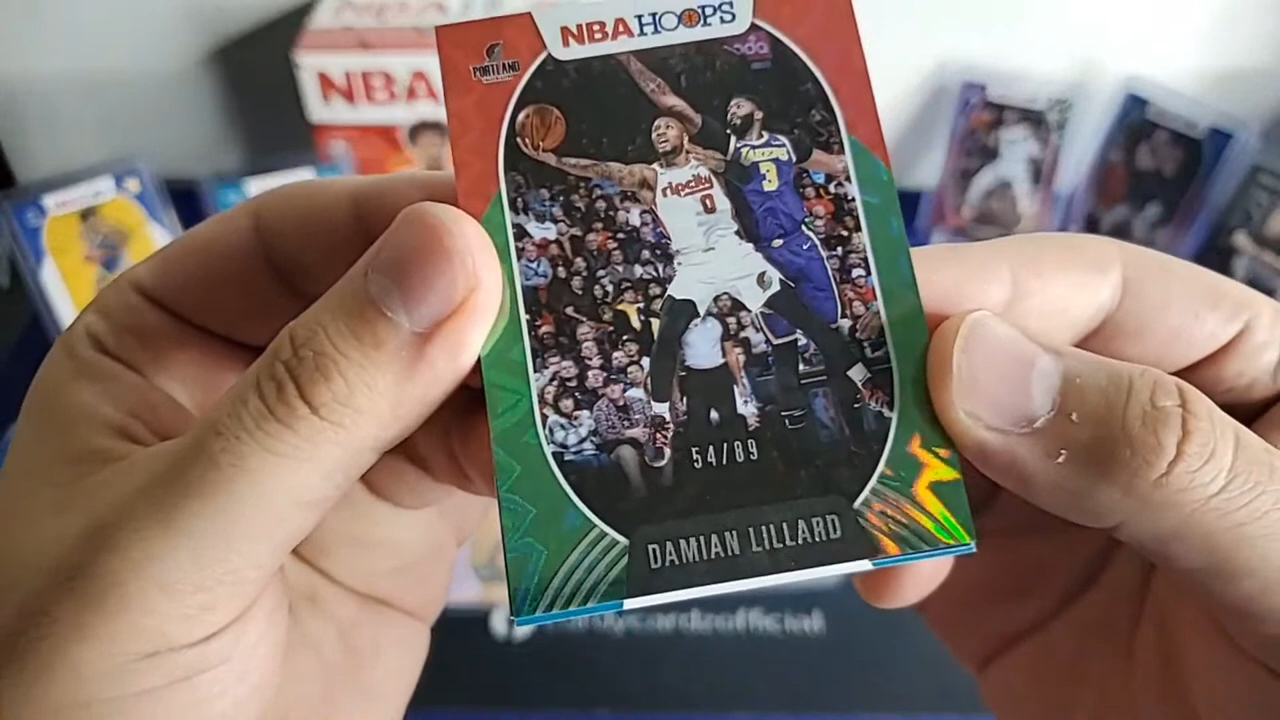 NBA HOOPS
PORTLAND
NBA
LAKERS
3
ripcity
0
54/89
DAMIAN LILLARD